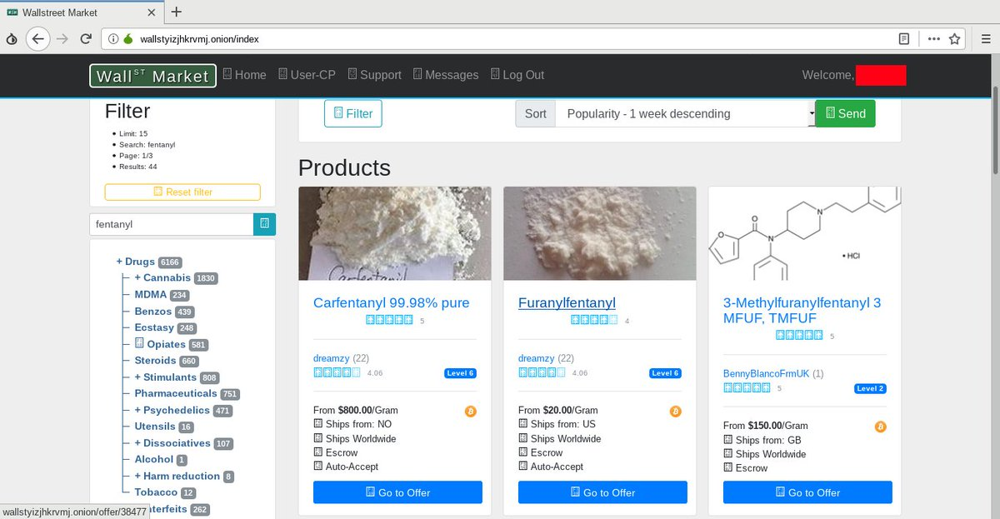 Wallstreet Market
wallstyizjhkrvmj.onion/index
Wall ST Market
Home
User-CP
Support
Messages
Log Out
Welcome,
Filter
Limit: 15
Search: fentanyl
Page: 1/3
Results: 44
Reset filter
fentanyl
+ Drugs 6166
+ Cannabis 1830
MDMA 234
Benzos 439
Ecstasy 248
Opiates 581
Steroids 660
+ Stimulants 808
Pharmaceuticals 751
+ Psychedelics 471
Utensils 16
+ Dissociatives 107
Alcohol 1
+ Harm reduction 8
Tobacco 12
262
wallstyizjhkrvmj.onion/offer/38477
Filter
Sort
Popularity - 1 week descending
Send
Products
Carfentanil
Carfentanyl 99.98% pure
5
dreamzy (22)
4.06
Level 6
From $800.00/Gram
Ships from: NO
Ships Worldwide
Escrow
Auto-Accept
Go to Offer
Furanylfentanyl
4
dreamzy (22)
4.06
Level 6
From $20.00/Gram
Ships from: US
Ships Worldwide
Escrow
Auto-Accept
Go to Offer
O
O
N
N
• HCl
3-Methylfuranylfentanyl 3
MFUF, TMFUF
5
BennyBlancoFrmUK (1)
5
Level 2
From $150.00/Gram
Ships from: GB
Ships Worldwide
Escrow
Go to Offer